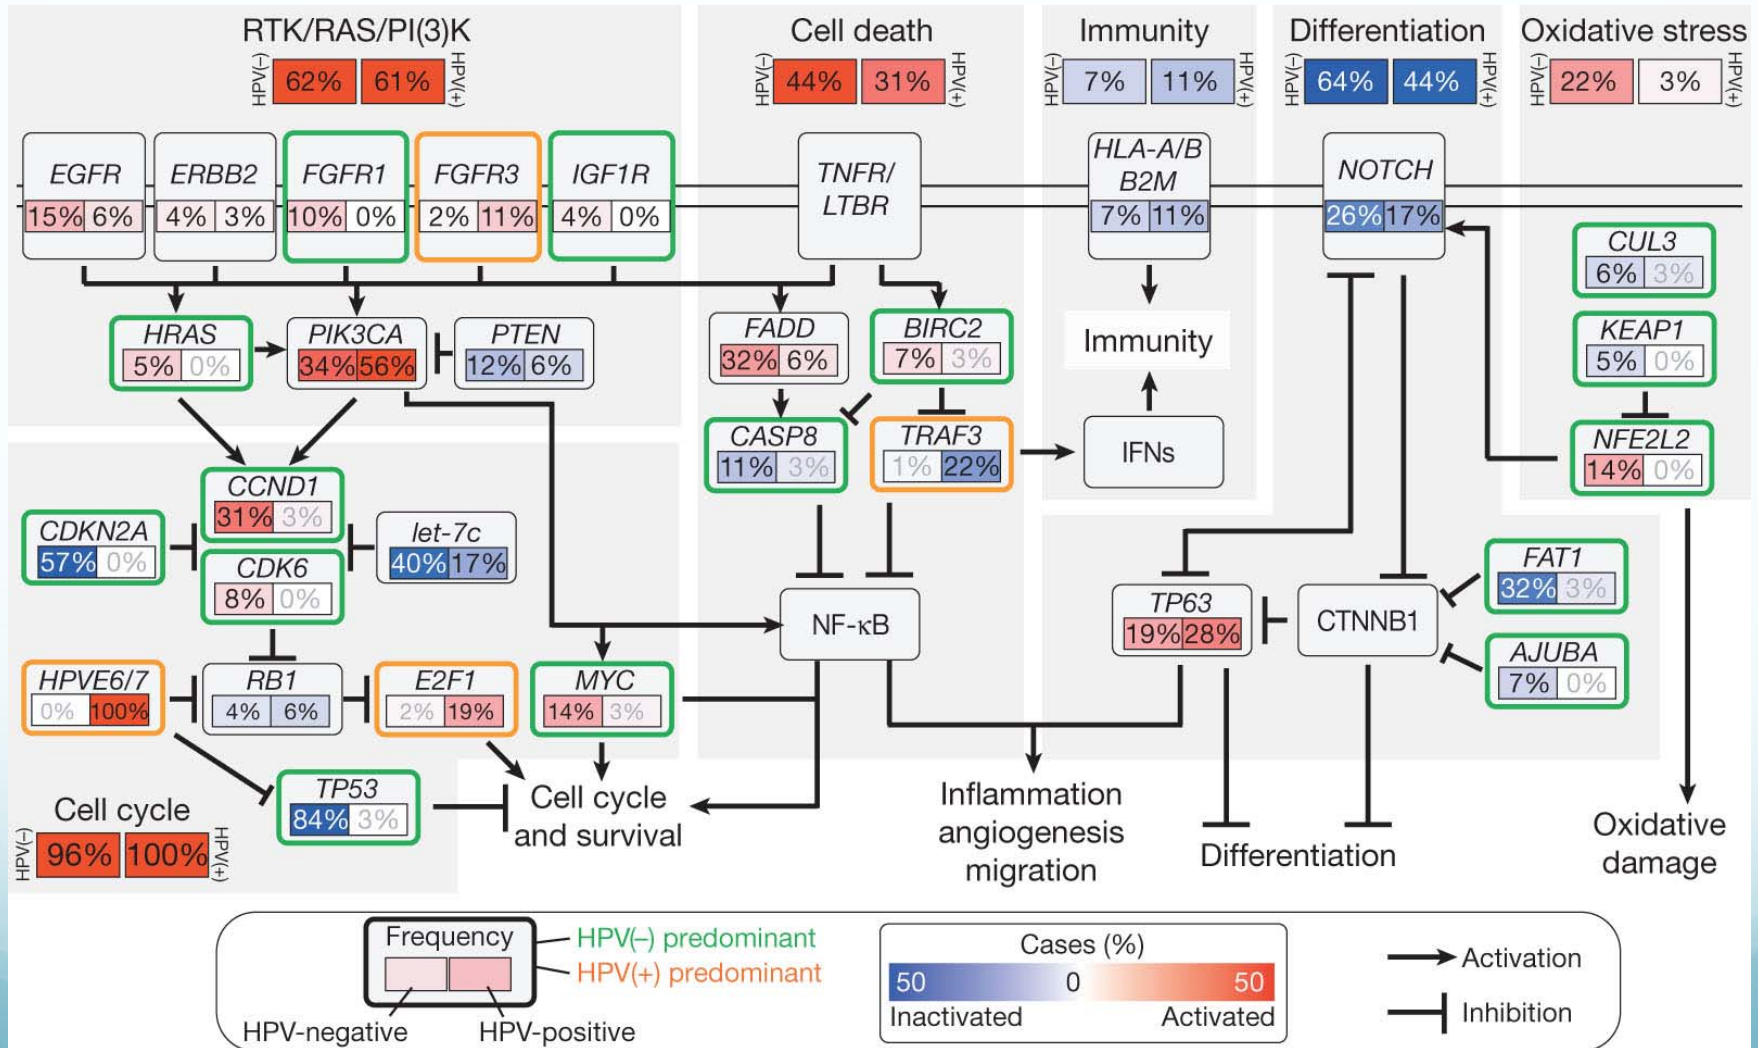 RTK/RAS/PI(3)K
HPV(–) 62% 61% HPV(+)
Cell death
HPV(–) 44% 31% HPV(+)
Immunity
HPV(–) 7% 11% HPV(+)
Differentiation
HPV(–) 64% 44% HPV(+)
Oxidative stress
HPV(–) 22% 3% HPV(+)
EGFR
15% 6%
ERBB2
4% 3%
FGFR1
10% 0%
FGFR3
2% 11%
IGF1R
4% 0%
TNFR/
LTBR
HLA-A/B
B2M
7% 11%
NOTCH
26% 17%
CUL3
6% 3%
KEAP1
5% 0%
NFE2L2
14% 0%
HRAS
5% 0%
PIK3CA
34% 56%
PTEN
12% 6%
FADD
32% 6%
BIRC2
7% 3%
Immunity
CASP8
11% 3%
TRAF3
1% 22%
IFNs
CCND1
31% 3%
CDKN2A
57% 0%
let-7c
40% 17%
CDK6
8% 0%
NF-κB
TP63
19% 28%
CTNNB1
FAT1
32% 3%
AJUBA
7% 0%
HPVE6/7
0% 100%
RB1
4% 6%
E2F1
2% 19%
MYC
14% 3%
TP53
84% 3%
Cell cycle
HPV(–) 96% 100% HPV(+)
Cell cycle
and survival
Inflammation
angiogenesis
migration
Differentiation
Oxidative
damage
Frequency
HPV(–) predominant
HPV(+) predominant
HPV-negative HPV-positive
Cases (%)
50 0 50
Inactivated Activated
Activation
Inhibition